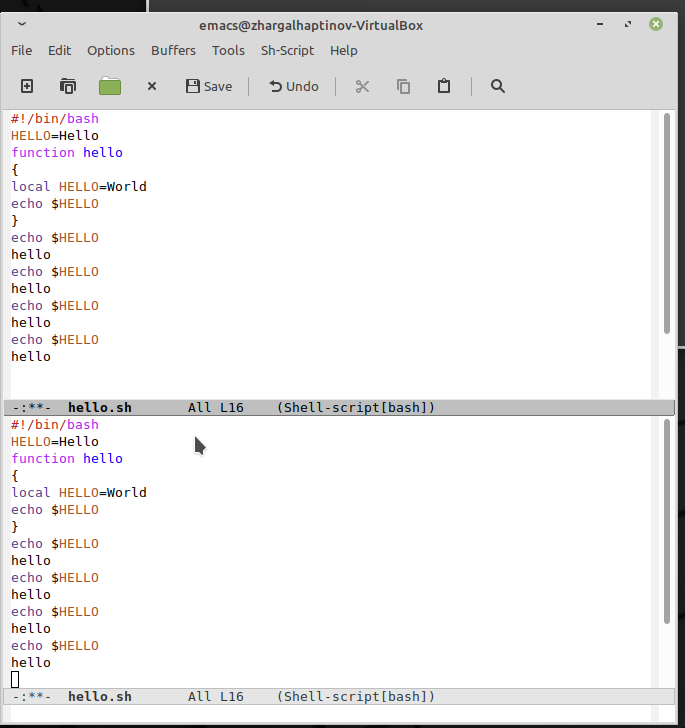 emacs@zhargalhaptinov-VirtualBox
File Edit Options Buffers Tools Sh-Script Help
Save Undo
#!/bin/bash
HELLO=Hello
function hello
{
local HELLO=World
echo $HELLO
}
echo $HELLO
hello
echo $HELLO
hello
echo $HELLO
hello
echo $HELLO
hello
-:**- hello.sh All L16 (Shell-script[bash])
#!/bin/bash
HELLO=Hello
function hello
{
local HELLO=World
echo $HELLO
}
echo $HELLO
hello
echo $HELLO
hello
echo $HELLO
hello
echo $HELLO
hello
-:**- hello.sh All L16 (Shell-script[bash])